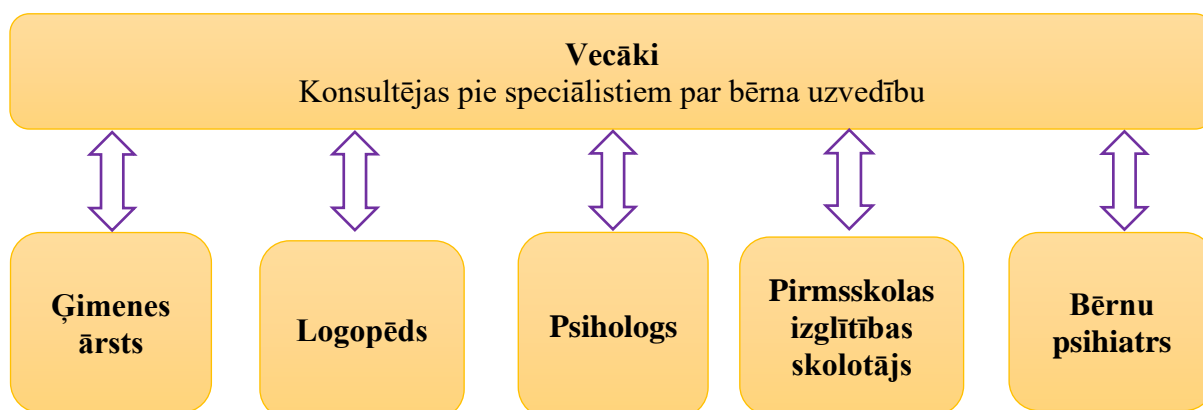 Vecāki
Konsultējas pie speciālistiem par bērna uzvedību
Ģimenes
ārsts
Logopēds
Psihologs
Pirmsskolas
izglītības
skolotājs
Bērnu
psihiatrs